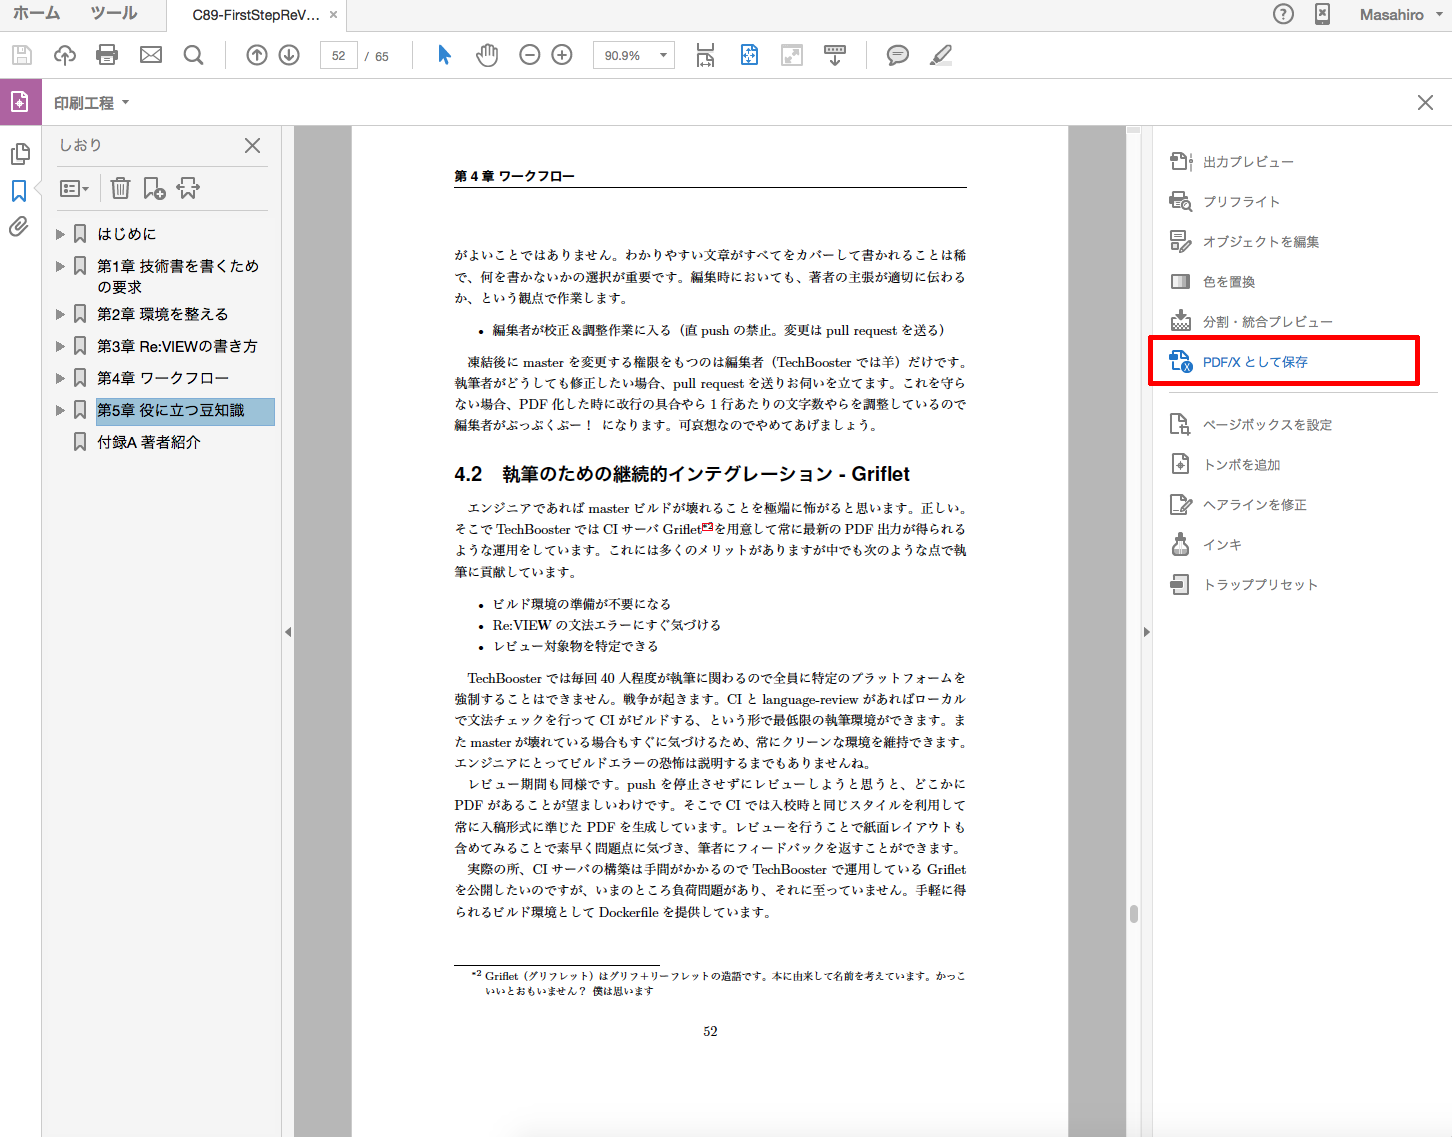 ホーム ツール C89-FirstStepReV... × Masahiro
52 / 65 90.9%
印刷工程
しおり
はじめに
第1章 技術書を書くため
の要求
第2章 環境を整える
第3章 Re:VIEWの書き方
第4章 ワークフロー
第5章 役に立つ豆知識
付録A 著者紹介
第 4 章 ワークフロー
がよいことではありません。わかりやすい文章がすべてをカバーして書かれることは稀
で、何を書かないかの選択が重要です。編集時においても、著者の主張が適切に伝わる
か、という観点で作業します。
• 編集者が校正＆調整作業に入る（直 push の禁止。変更は pull request を送る）
凍結後に master を変更する権限をもつのは編集者（TechBooster では羊）だけです。
執筆者がどうしても修正したい場合、pull request を送りお伺いを立てます。これを守ら
ない場合、PDF 化した時に改行の具合やら 1 行あたりの文字数やらを調整しているので
編集者がぷっぷくぷー！ になります。可哀想なのでやめてあげましょう。
4.2 執筆のための継続的インテグレーション - Griflet
エンジニアであれば master ビルドが壊れることを極端に怖がると思います。正しい。
そこで TechBooster では CI サーバ Griflet*2を用意して常に最新の PDF 出力が得られる
ような運用をしています。これには多くのメリットがありますが中でも次のような点で執
筆に貢献しています。
• ビルド環境の準備が不要になる
• Re:VIEW の文法エラーにすぐ気づける
• レビュー対象物を特定できる
TechBooster では毎回 40 人程度が執筆に関わるので全員に特定のプラットフォームを
強制することはできません。戦争が起きます。CI と language-review があればローカル
で文法チェックを行って CI がビルドする、という形で最低限の執筆環境ができます。ま
た master が壊れている場合もすぐに気づけるため、常にクリーンな環境を維持できます。
エンジニアにとってビルドエラーの恐怖は説明するまでもありませんね。
レビュー期間も同様です。push を停止させずにレビューしようと思うと、どこかに
PDF があることが望ましいわけです。そこで CI では入校時と同じスタイルを利用して
常に入稿形式に準じた PDF を生成しています。レビューを行うことで紙面レイアウトも
含めてみることで素早く問題点に気づき、筆者にフィードバックを返すことができます。
実際の所、CI サーバの構築は手間がかかるので TechBooster で運用している Griflet
を公開したいのですが、いまのところ負荷問題があり、それに至っていません。手軽に得
られるビルド環境として Dockerfile を提供しています。
*2 Griflet（グリフレット）はグリフ＋リーフレットの造語です。本に由来して名前を考えています。かっこ
いいとおもいません？ 僕は思います
52
出力プレビュー
プリフライト
オブジェクトを編集
色を置換
分割・統合プレビュー
PDF/X として保存
ページボックスを設定
トンボを追加
ヘアラインを修正
インキ
トラッププリセット